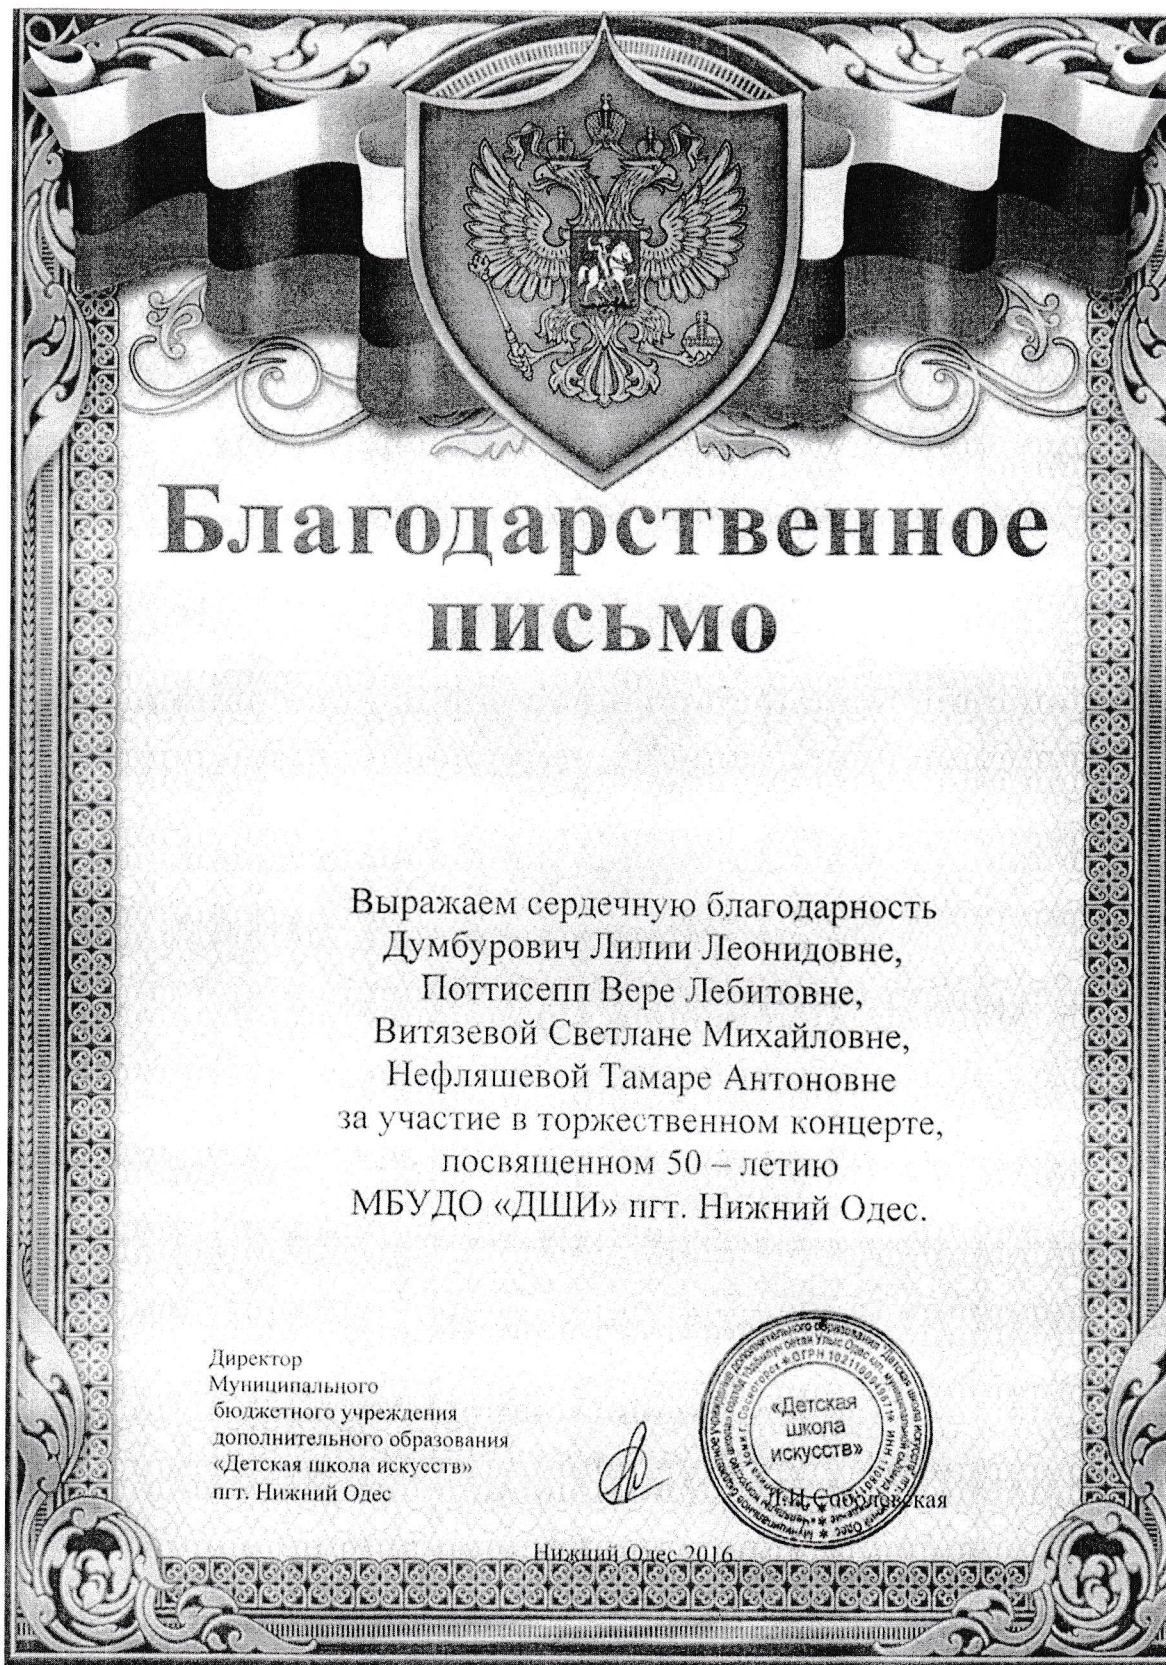 Благодарственное
письмо
Выражаем сердечную благодарность
Думбурович Лилии Леонидовне,
Поттисепп Вере Лебитовне,
Витязевой Светлане Михайловне,
Нефляшевой Тамаре Антоновне
за участие в торжественном концерте,
посвященном 50 – летию
МБУДО «ДШИ» пгт. Нижний Одес.
Директор
Муниципального
бюджетного учреждения
дополнительного образования
«Детская школа искусств»
пгт. Нижний Одес
«Детская
школа
искусств»
Соболевская
Нижний Одес 2016